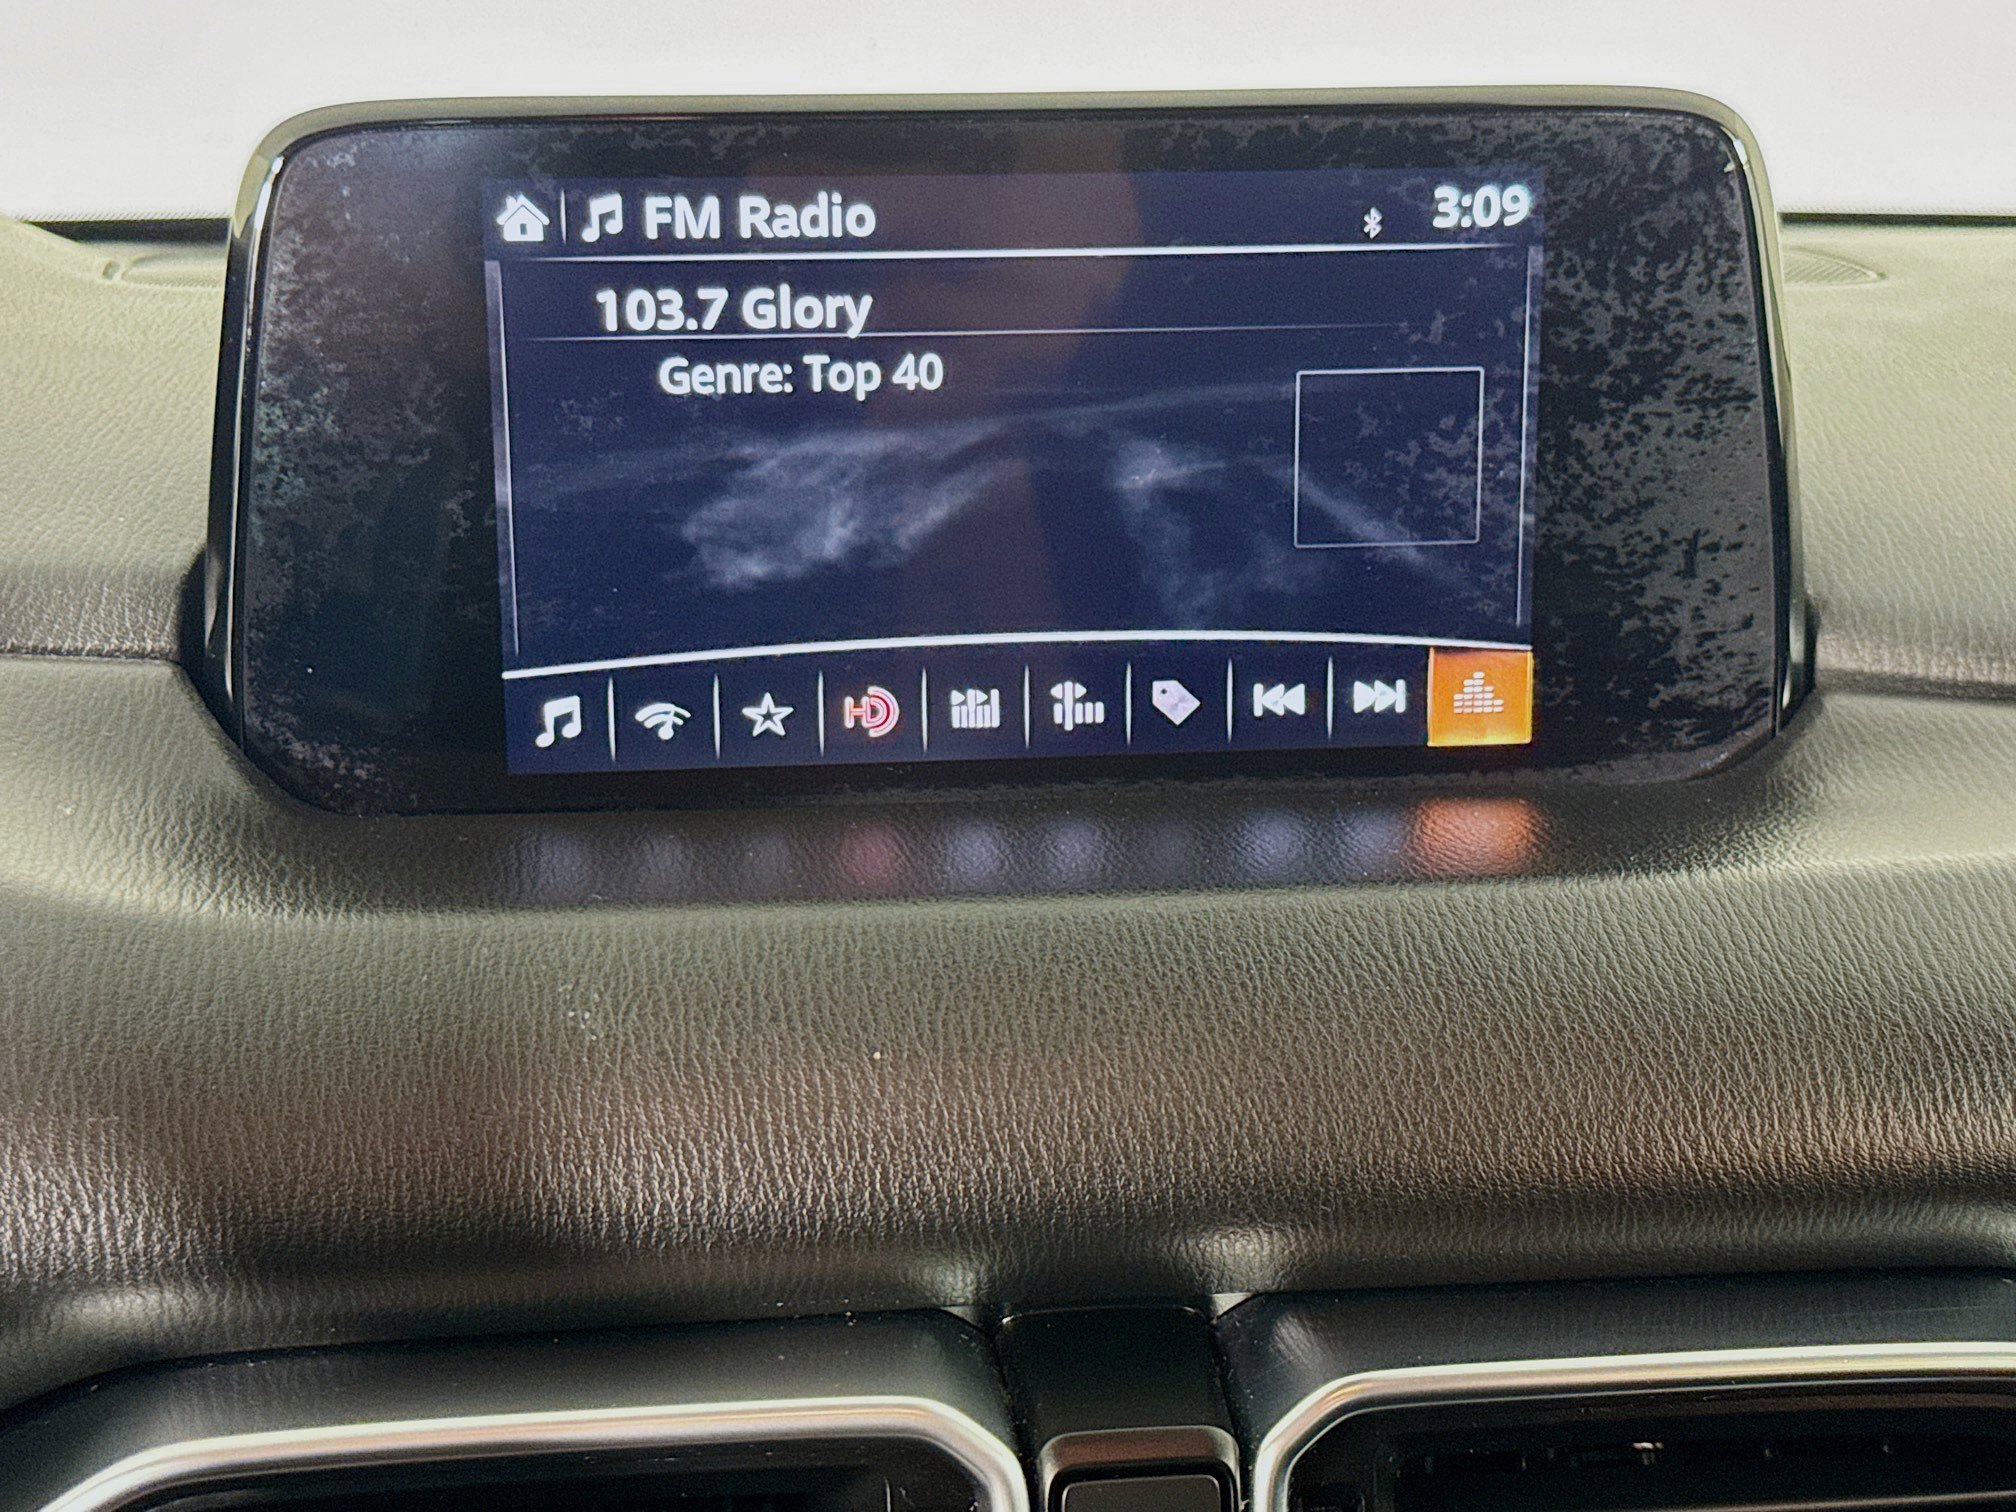 FM Radio
3:09
103.7 Glory
Genre: Top 40
HD